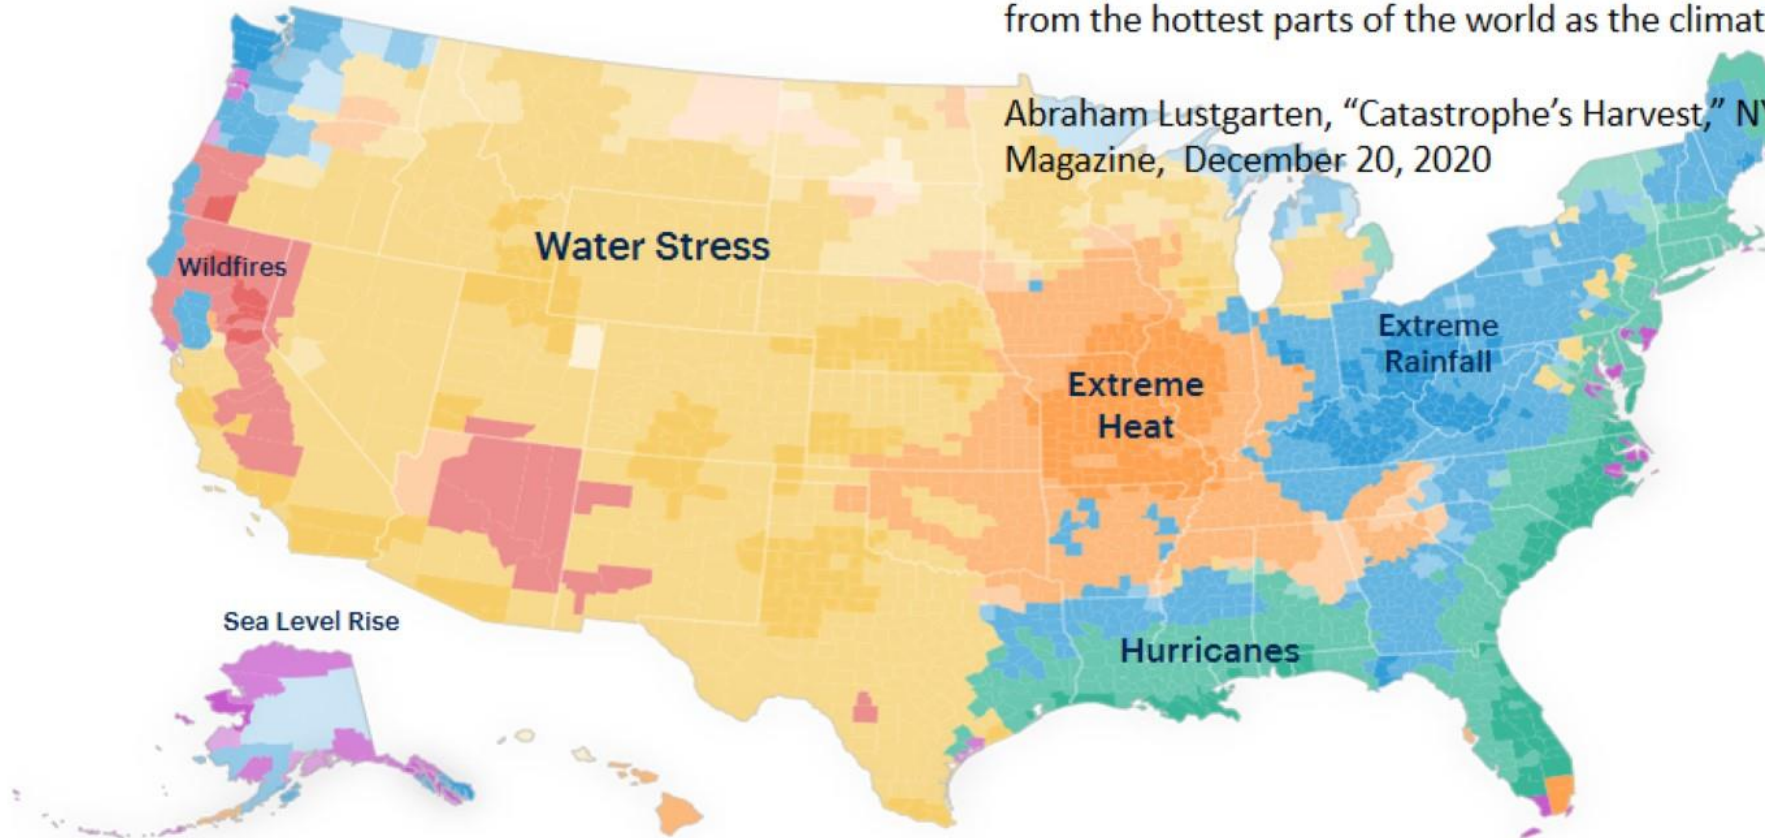 from the hottest parts of the world as the climat
Abraham Lustgarten, “Catastrophe’s Harvest,” NY
Magazine, December 20, 2020
Water Stress
Wildfires
Extreme
Rainfall
Extreme
Heat
Sea Level Rise
Hurricanes